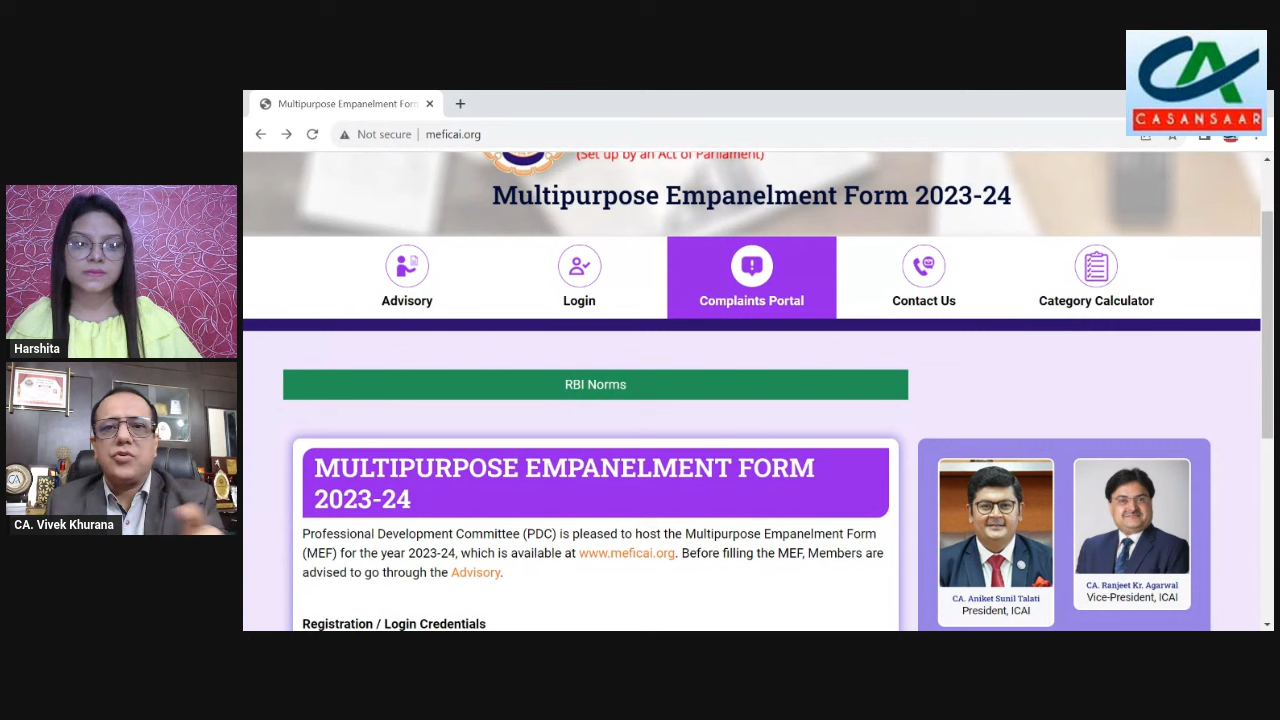 CASANSAAR
Multipurpose Empanelment Form
Not secure
meficai.org
(Set up by an Act of Parliament)
Multipurpose Empanelment Form 2023-24
Advisory
Login
Complaints Portal
Contact Us
Category Calculator
RBI Norms
MULTIPURPOSE EMPANELMENT FORM
2023-24
Professional Development Committee (PDC) is pleased to host the Multipurpose Empanelment Form
(MEF) for the year 2023-24, which is available at www.meficai.org. Before filling the MEF, Members are
advised to go through the Advisory.
Registration / Login Credentials
CA. Aniket Sunil Talati
President, ICAI
CA. Ranjeet Kr. Agarwal
Vice-President, ICAI
Harshita
CA. Vivek Khurana